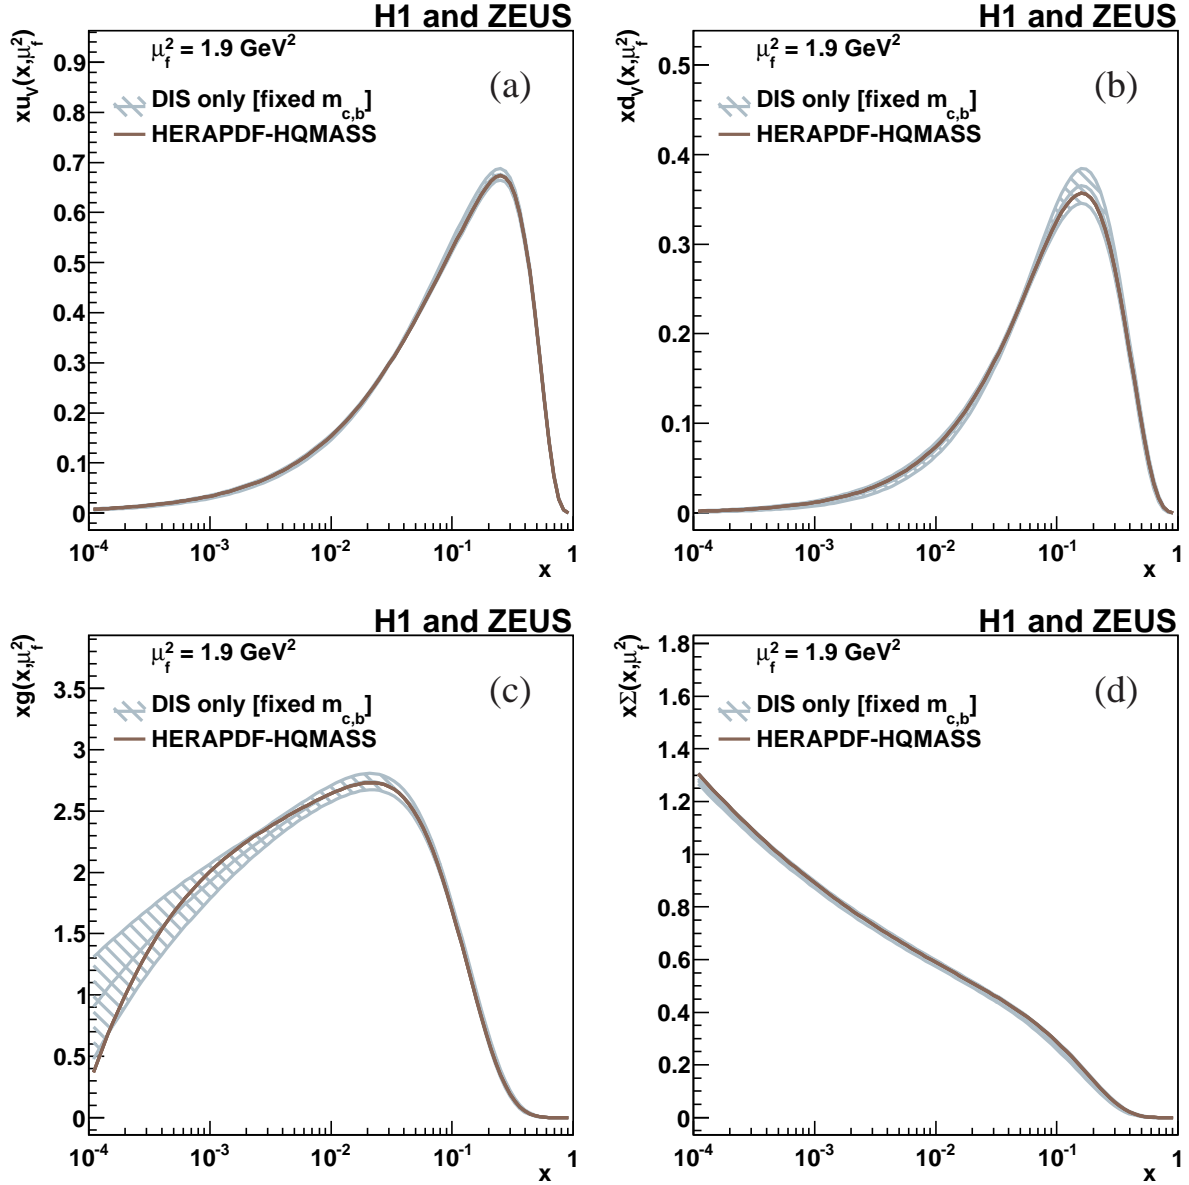 H1 and ZEUS
xu_V(x,μ_f^2)
μ_f^2 = 1.9 GeV^2
(a)
DIS only [fixed m_c,b]
HERAPDF-HQMASS
0.9
0.8
0.7
0.6
0.5
0.4
0.3
0.2
0.1
0
10^-4 10^-3 10^-2 10^-1 1
x
H1 and ZEUS
xd_V(x,μ_f^2)
μ_f^2 = 1.9 GeV^2
(b)
DIS only [fixed m_c,b]
HERAPDF-HQMASS
0.5
0.4
0.3
0.2
0.1
0
10^-4 10^-3 10^-2 10^-1 1
x
H1 and ZEUS
xg(x,μ_f^2)
μ_f^2 = 1.9 GeV^2
(c)
DIS only [fixed m_c,b]
HERAPDF-HQMASS
3.5
3
2.5
2
1.5
1
0.5
0
10^-4 10^-3 10^-2 10^-1 1
x
H1 and ZEUS
xΣ(x,μ_f^2)
μ_f^2 = 1.9 GeV^2
(d)
DIS only [fixed m_c,b]
HERAPDF-HQMASS
1.8
1.6
1.4
1.2
1
0.8
0.6
0.4
0.2
0
10^-4 10^-3 10^-2 10^-1 1
x